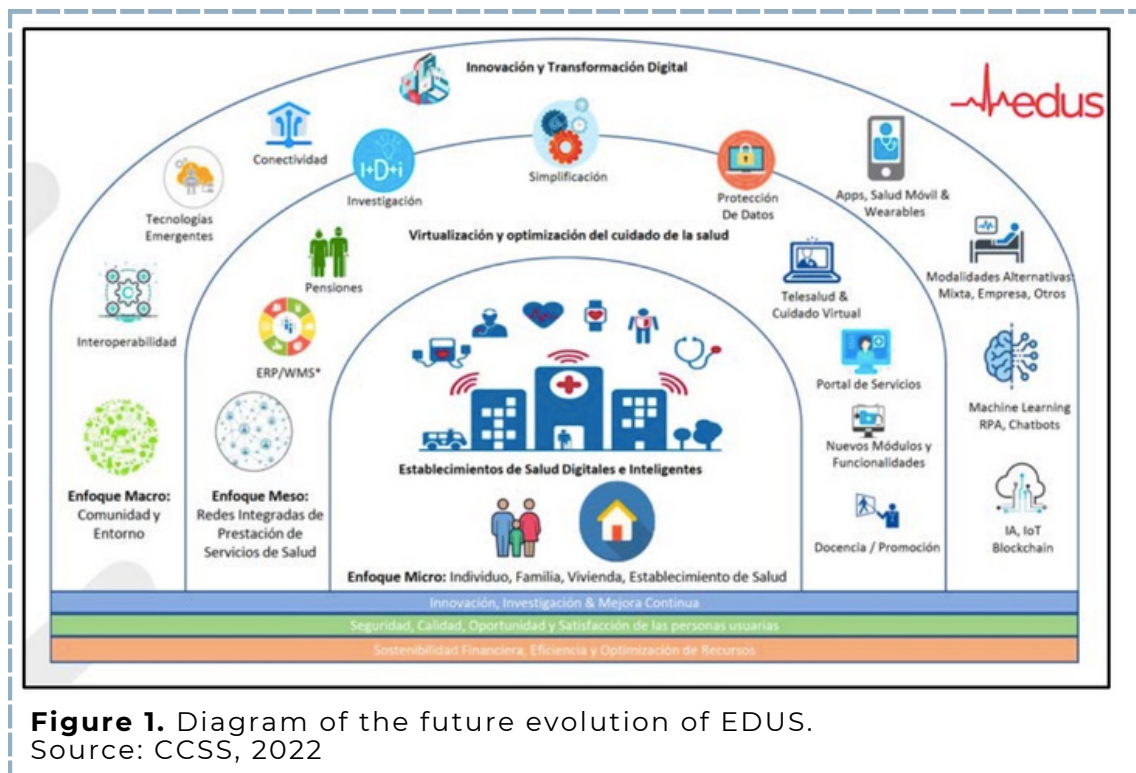 Innovación y Transformación Digital
edus
Conectividad
I+D+i
Investigación
Simplificación
Protección
De Datos
Apps, Salud Móvil &
Wearables
Tecnologías
Emergentes
Virtualización y optimización del cuidado de la salud
Pensiones
Telesalud &
Cuidado Virtual
Modalidades Alternativas
Mixta, Empresa, Otros
Interoperabilidad
ERP/WMS*
Portal de Servicios
Machine Learning
RPA, Chatbots
Nuevos Módulos y
Funcionalidades
Establecimientos de Salud Digitales e Inteligentes
Enfoque Macro:
Comunidad y
Entorno
Enfoque Meso:
Redes Integradas de
Prestación de
Servicios de Salud
Docencia / Promoción
IA, IoT
Blockchain
Enfoque Micro: Individuo, Familia, Vivienda, Establecimiento de Salud
Innovación, Investigación & Mejora Continua
Seguridad, Calidad, Oportunidad y Satisfacción de las personas usuarias
Sostenibilidad Financiera, Eficiencia y Optimización de Recursos
Figure 1. Diagram of the future evolution of EDUS.
Source: CCSS, 2022